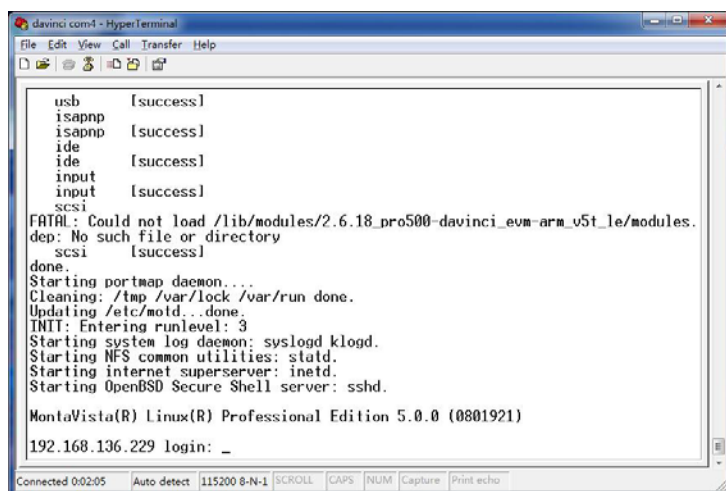 davinci com4 - HyperTerminal
File Edit View Call Transfer Help
usb [success]
isapnp
isapnp [success]
ide
ide [success]
input
input [success]
scsi
FATAL: Could not load /lib/modules/2.6.18_pro500-davinci_evm-arm_v5t_le/modules.
dep: No such file or directory
scsi [success]
done.
Starting portmap daemon....
Cleaning: /tmp /var/lock /var/run done.
Updating /etc/motd...done.
INIT: Entering runlevel: 3
Starting system log daemon: syslogd klogd.
Starting NFS common utilities: statd.
Starting internet superserver: inetd.
Starting OpenBSD Secure Shell server: sshd.
MontaVista(R) Linux(R) Professional Edition 5.0.0 (0801921)
192.168.136.229 login: _
Connected 0:02:05 Auto detect 115200 8-N-1 SCROLL CAPS NUM Capture Print echo